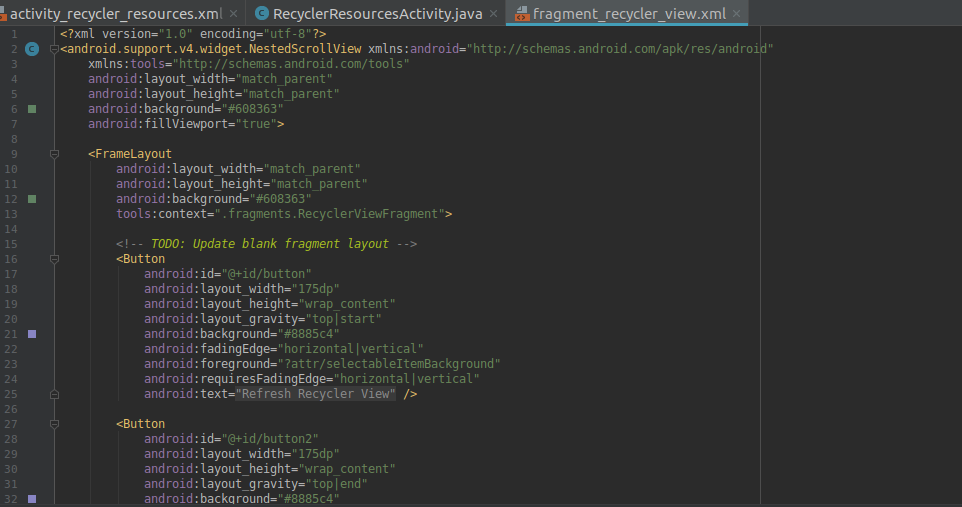 activity_recycler_resources.xml × C RecyclerResourcesActivity.java × fragment_recycler_view.xml ×
1 <?xml version="1.0" encoding="utf-8"?>
2 C <android.support.v4.widget.NestedScrollView xmlns:android="http://schemas.android.com/apk/res/android"
3 xmlns:tools="http://schemas.android.com/tools"
4 android:layout_width="match_parent"
5 android:layout_height="match_parent"
6 android:background="#608363"
7 android:fillViewport="true">
8
9 <FrameLayout
10 android:layout_width="match_parent"
11 android:layout_height="match_parent"
12 android:background="#608363"
13 tools:context=".fragments.RecyclerViewFragment">
14
15 <!-- TODO: Update blank fragment layout -->
16 <Button
17 android:id="@+id/button"
18 android:layout_width="175dp"
19 android:layout_height="wrap_content"
20 android:layout_gravity="top|start"
21 android:background="#8885c4"
22 android:fadingEdge="horizontal|vertical"
23 android:foreground="?attr/selectableItemBackground"
24 android:requiresFadingEdge="horizontal|vertical"
25 android:text="Refresh Recycler View" />
26
27 <Button
28 android:id="@+id/button2"
29 android:layout_width="175dp"
30 android:layout_height="wrap_content"
31 android:layout_gravity="top|end"
32 android:background="#8885c4"